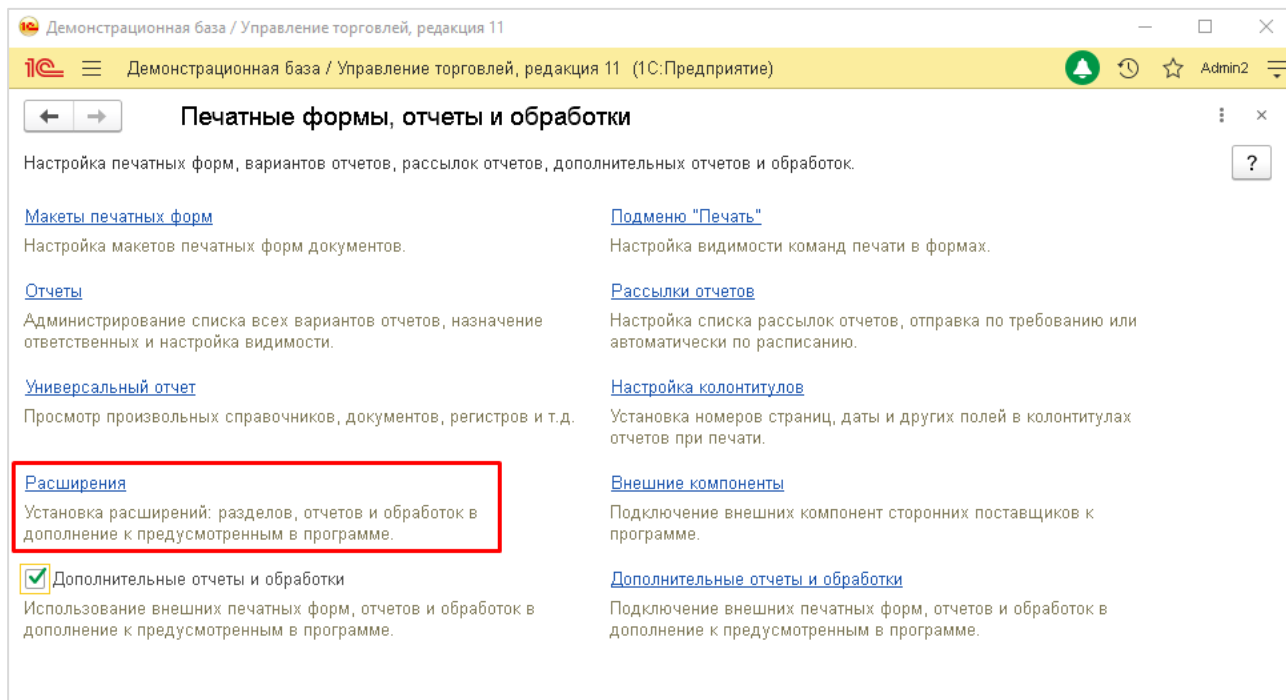 Демонстрационная база / Управление торговлей, редакция 11
Демонстрационная база / Управление торговлей, редакция 11 (1С:Предприятие)
Admin2
Печатные формы, отчеты и обработки
Настройка печатных форм, вариантов отчетов, рассылок отчетов, дополнительных отчетов и обработок.
?
Макеты печатных форм
Настройка макетов печатных форм документов.
Подменю "Печать"
Настройка видимости команд печати в формах.
Отчеты
Администрирование списка всех вариантов отчетов, назначение
ответственных и настройка видимости.
Рассылки отчетов
Настройка списка рассылок отчетов, отправка по требованию или
автоматически по расписанию.
Универсальный отчет
Просмотр произвольных справочников, документов, регистров и т.д.
Настройка колонтитулов
Установка номеров страниц, даты и других полей в колонтитулах
отчетов при печати.
Расширения
Установка расширений: разделов, отчетов и обработок в
дополнение к предусмотренным в программе.
Внешние компоненты
Подключение внешних компонент сторонних поставщиков к
программе.
Дополнительные отчеты и обработки
Использование внешних печатных форм, отчетов и обработок в
дополнение к предусмотренным в программе.
Дополнительные отчеты и обработки
Подключение внешних печатных форм, отчетов и обработок в
дополнение к предусмотренным в программе.